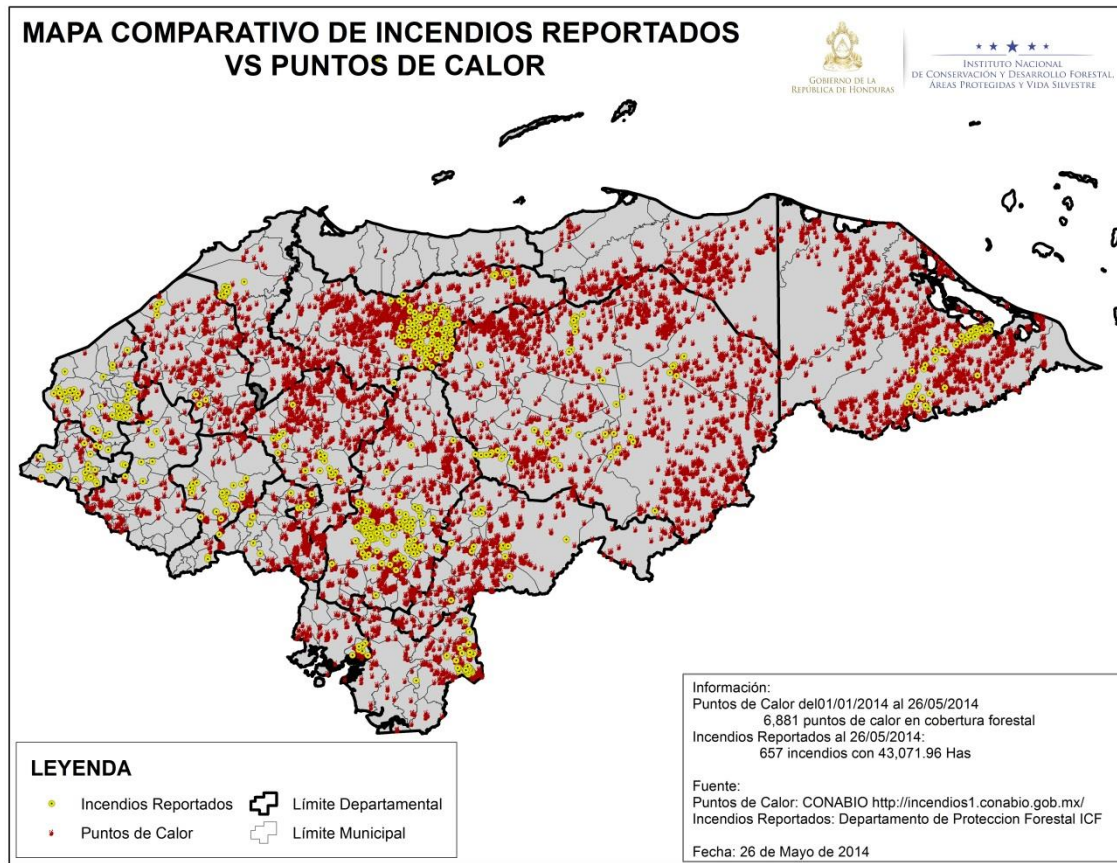 MAPA COMPARATIVO DE INCENDIOS REPORTADOS
VS PUNTOS DE CALOR
GOBIERNO DE LA
REPÚBLICA DE HONDURAS
INSTITUTO NACIONAL
DE CONSERVACIÓN Y DESARROLLO FORESTAL,
ÁREAS PROTEGIDAS Y VIDA SILVESTRE
LEYENDA
Incendios Reportados
Límite Departamental
Puntos de Calor
Límite Municipal
Información:
Puntos de Calor del01/01/2014 al 26/05/2014
6,881 puntos de calor en cobertura forestal
Incendios Reportados al 26/05/2014:
657 incendios con 43,071.96 Has
Fuente:
Puntos de Calor: CONABIO http://incendios1.conabio.gob.mx/
Incendios Reportados: Departamento de Proteccion Forestal ICF
Fecha: 26 de Mayo de 2014